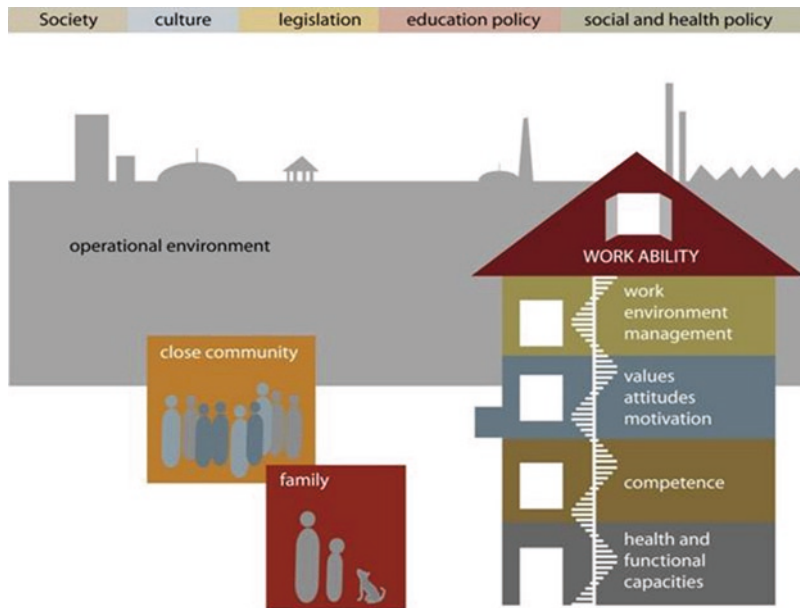 Society culture legislation education policy social and health policy
operational environment
close community
family
WORK ABILITY
work
environment
management
values
attitudes
motivation
competence
health and
functional
capacities